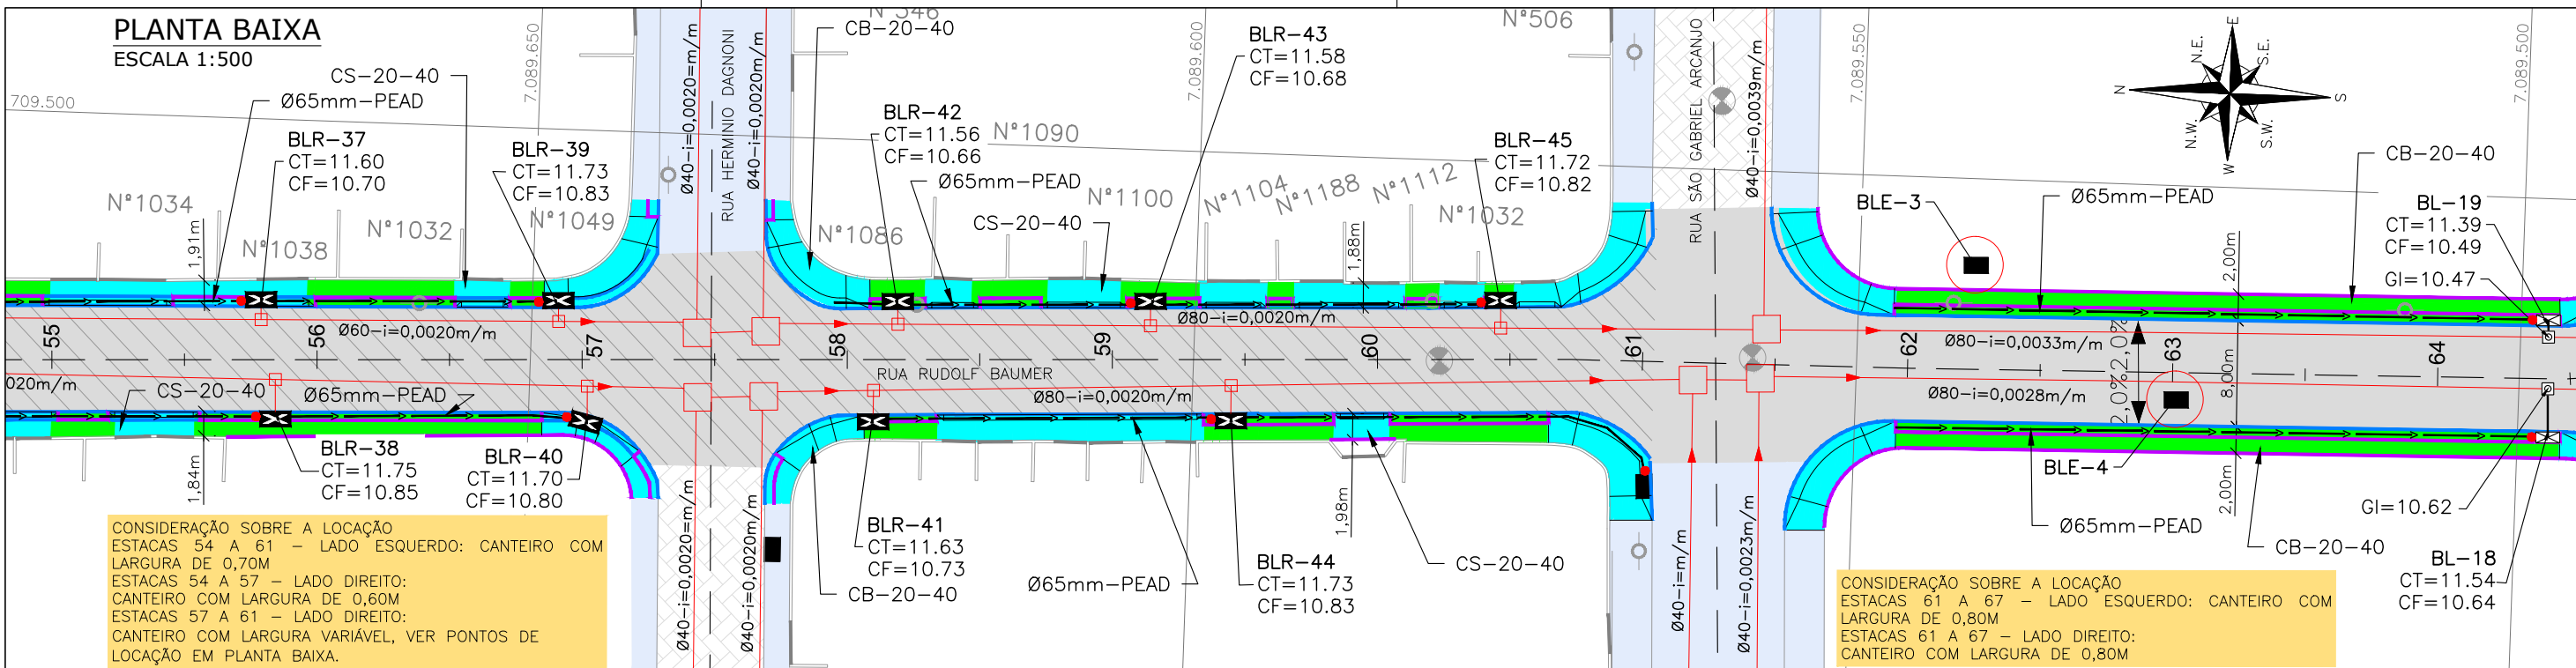 PLANTA BAIXA
ESCALA 1:500
709.500
7.089.650
7.089.600
7.089.550
7.089.500
CS-20-40
Ø65mm-PEAD
BLR-37
CT=11.60
CF=10.70
BLR-39
CT=11.73
CF=10.83
N°1034
N°1038
N°1032
N°1049
1,91m
Ø40-i=0,0020=m/m
RUA HERMINIO DAGNONI
Ø40-i=0,0020m/m
N°546
CB-20-40
BLR-42
CT=11.56
CF=10.66
N°1090
Ø65mm-PEAD
CS-20-40
N°1086
BLR-43
CT=11.58
CF=10.68
N°1100
N°1104
N°1188
N°1112
N°1032
1,88m
N°506
BLR-45
CT=11.72
CF=10.82
RUA SÃO GABRIEL ARCANJO
Ø40-i=0,0039m/m
BLE-3
Ø65mm-PEAD
N
N.E.
E
S.E.
S
S.W.
W
N.W.
CB-20-40
BL-19
CT=11.39
CF=10.49
GI=10.47
2,00m
55
56
57
58
59
60
61
62
63
64
Ø60-i=0,0020m/m
Ø80-i=0,0020m/m
Ø80-i=0,0033m/m
RUA RUDOLF BAUMER
020m/m
Ø80-i=0,0020m/m
Ø80-i=0,0028m/m
2,0%
2,0%
8,00m
CS-20-40
Ø65mm-PEAD
1,84m
BLR-38
CT=11.75
CF=10.85
BLR-40
CT=11.70
CF=10.80
Ø40-i=0,0020=m/m
Ø40-i=0,0020m/m
BLR-41
CT=11.63
CF=10.73
CB-20-40
Ø65mm-PEAD
BLR-44
CT=11.73
CF=10.83
1,98m
CS-20-40
Ø40-i=m/m
Ø40-i=0,0023m/m
BLE-4
Ø65mm-PEAD
2,00m
CB-20-40
GI=10.62
BL-18
CT=11.54
CF=10.64
CONSIDERAÇÃO SOBRE A LOCAÇÃO
ESTACAS 54 A 61 – LADO ESQUERDO: CANTEIRO COM
LARGURA DE 0,70M
ESTACAS 54 A 57 – LADO DIREITO:
CANTEIRO COM LARGURA DE 0,60M
ESTACAS 57 A 61 – LADO DIREITO:
CANTEIRO COM LARGURA VARIÁVEL, VER PONTOS DE
LOCAÇÃO EM PLANTA BAIXA.
CONSIDERAÇÃO SOBRE A LOCAÇÃO
ESTACAS 61 A 67 – LADO ESQUERDO: CANTEIRO COM
LARGURA DE 0,80M
ESTACAS 61 A 67 – LADO DIREITO:
CANTEIRO COM LARGURA DE 0,80M